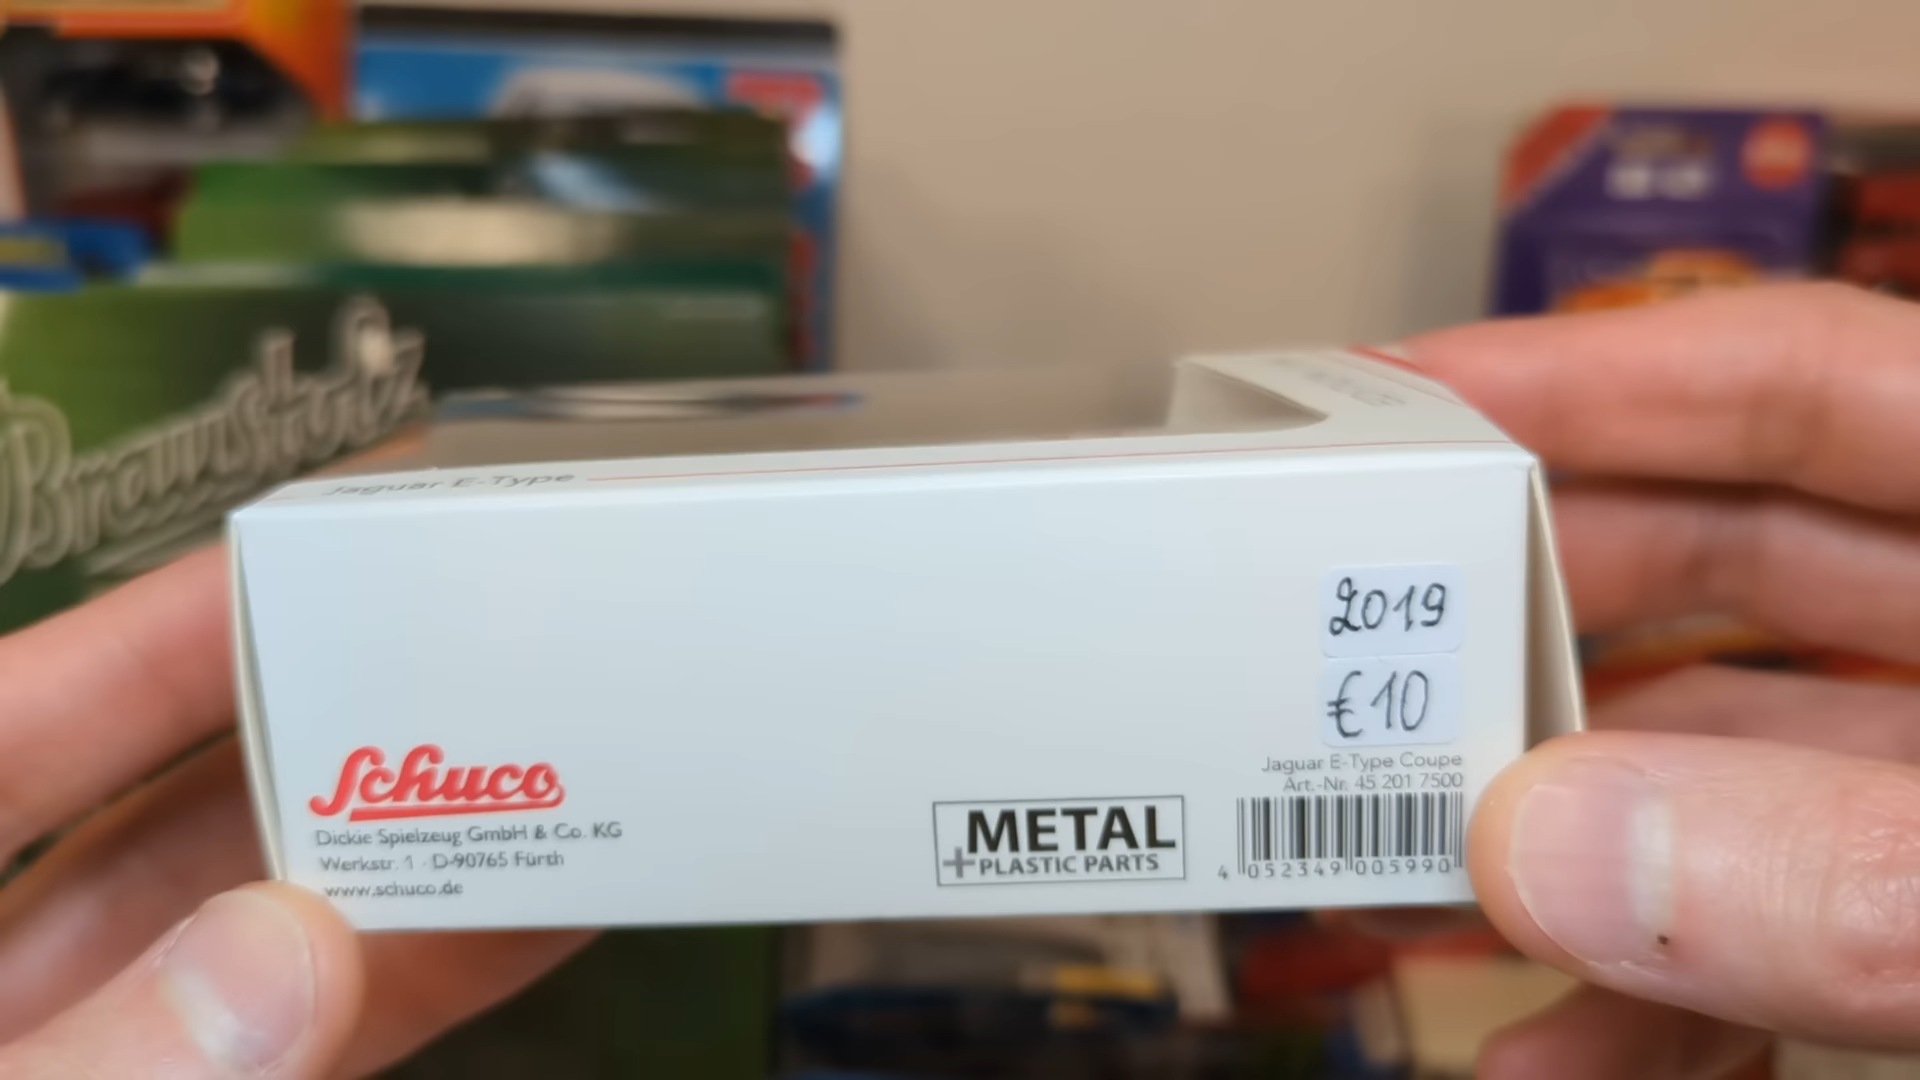 Braustolz
Jaguar E-Type
2019
€10
Jaguar E-Type Coupe
Art.-Nr. 45 201 7500
4 052349 005990
Schuco
Dickie Spielzeug GmbH & Co. KG
Werkstr. 1 · D-90765 Fürth
www.schuco.de
METAL
+PLASTIC PARTS